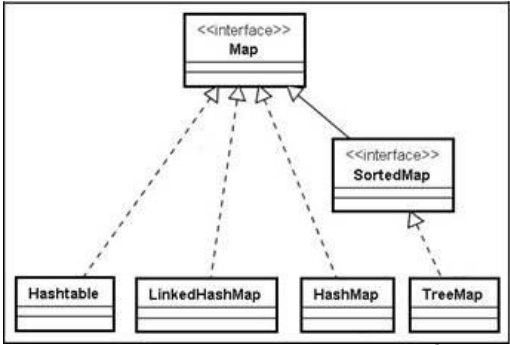 <<interface>>
Map
<<interface>>
SortedMap
Hashtable
LinkedHashMap
HashMap
TreeMap